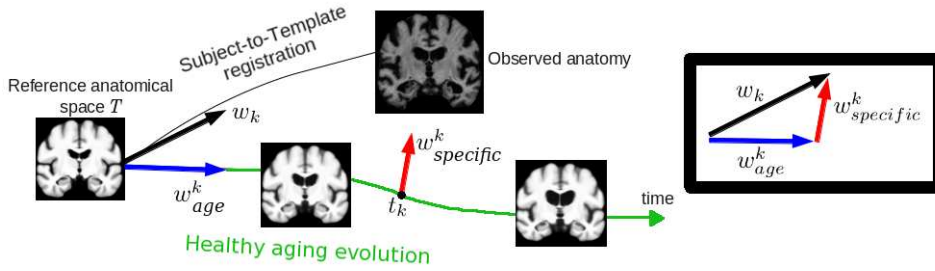 Subject-to-Template
registration
Observed anatomy
Reference anatomical
space T
w_k
w^k_age
w^k_specific
t_k
time
Healthy aging evolution
w_k
w^k_specific
w^k_age